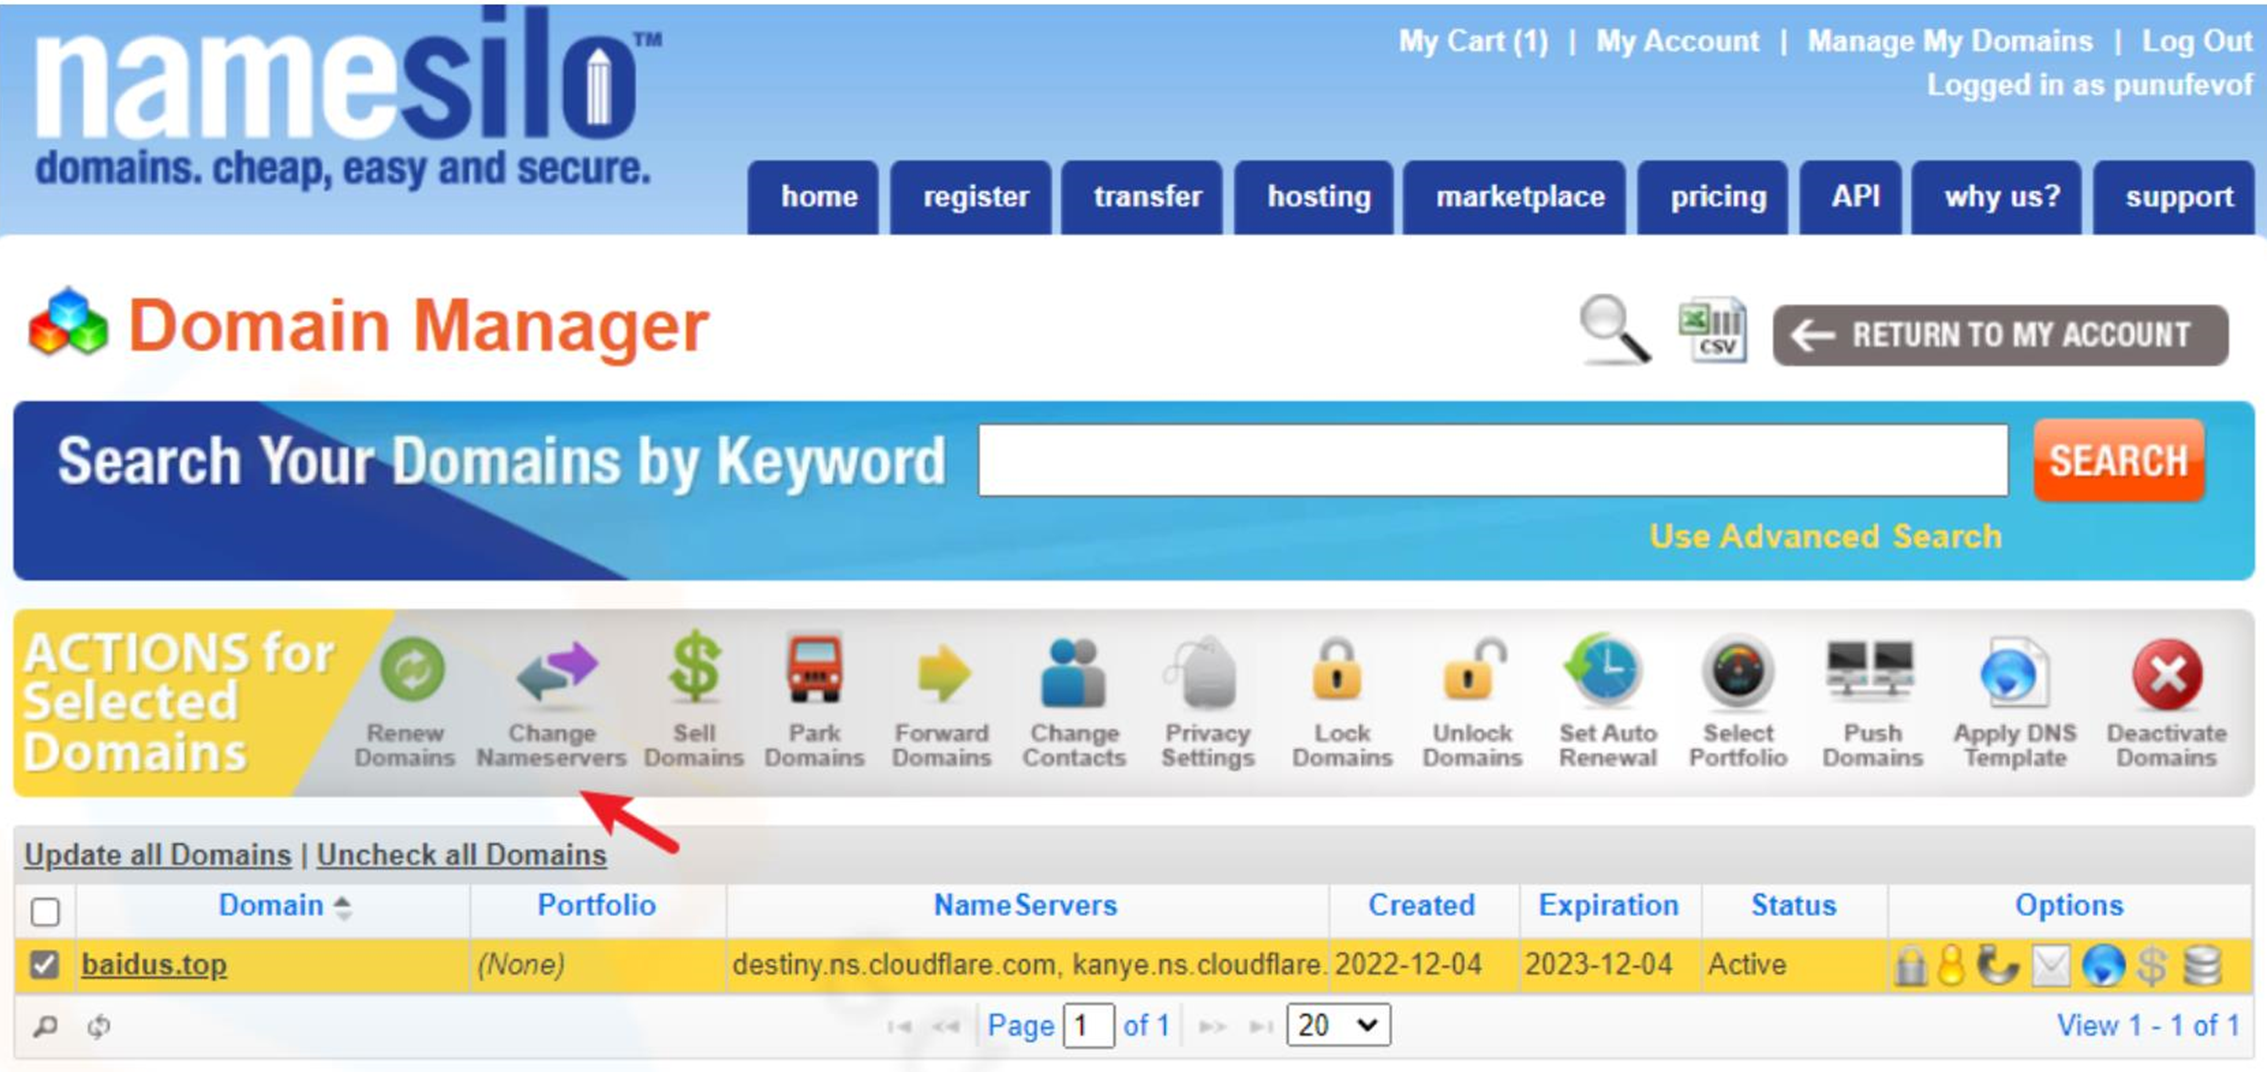 namesilo™
domains. cheap, easy and secure.
My Cart (1) | My Account | Manage My Domains | Log Out
Logged in as punufevof
home register transfer hosting marketplace pricing API why us? support
Domain Manager
CSV
RETURN TO MY ACCOUNT
Search Your Domains by Keyword
SEARCH
Use Advanced Search
ACTIONS for
Selected
Domains
Renew Domains
Change Nameservers
Sell Domains
Park Domains
Forward Domains
Change Contacts
Privacy Settings
Lock Domains
Unlock Domains
Set Auto Renewal
Select Portfolio
Push Domains
Apply DNS Template
Deactivate Domains
Update all Domains | Uncheck all Domains
Domain Portfolio NameServers Created Expiration Status Options
baidus.top (None) destiny.ns.cloudflare.com, kanye.ns.cloudflare. 2022-12-04 2023-12-04 Active
Page 1 of 1 20 View 1 - 1 of 1